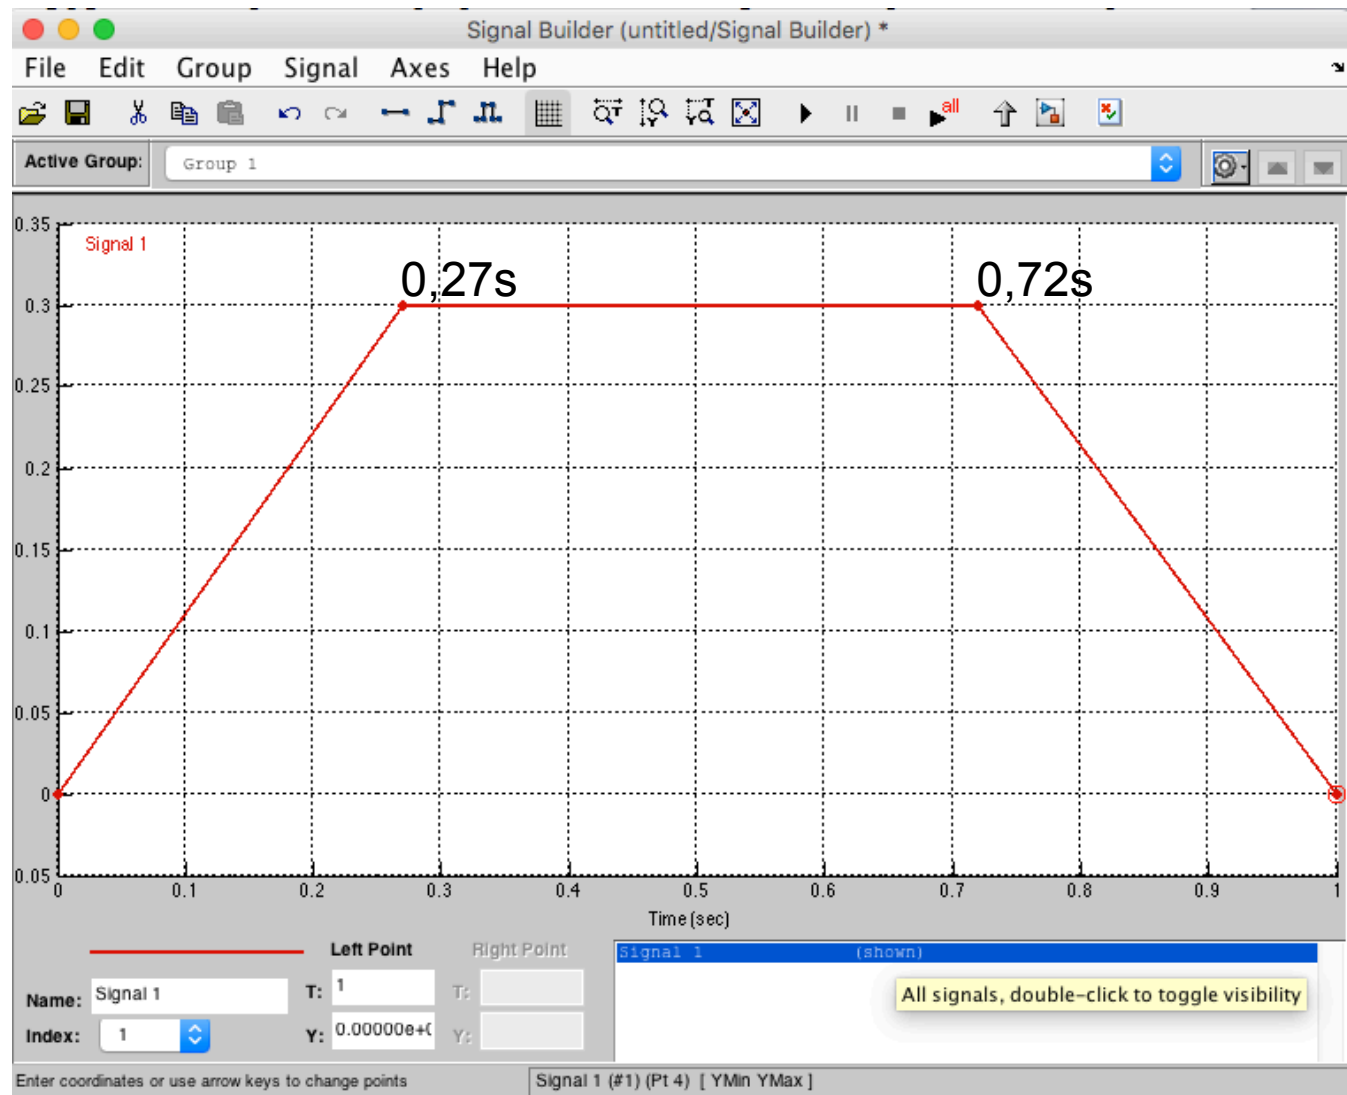 Signal Builder (untitled/Signal Builder) *
File Edit Group Signal Axes Help
all
Active Group: Group 1
0.35
Signal 1
0,27s 0,72s
0.3
0.25
0.2
0.15
0.1
0.05
0
0.05
0 0.1 0.2 0.3 0.4 0.5 0.6 0.7 0.8 0.9 1
Time (sec)
Left Point Right Point
Signal 1 (shown)
Name: Signal 1 T: 1 T:
All signals, double-click to toggle visibility
Index: 1 Y: 0.00000e+( Y:
Enter coordinates or use arrow keys to change points
Signal 1 (#1) (Pt 4) [ YMin YMax ]